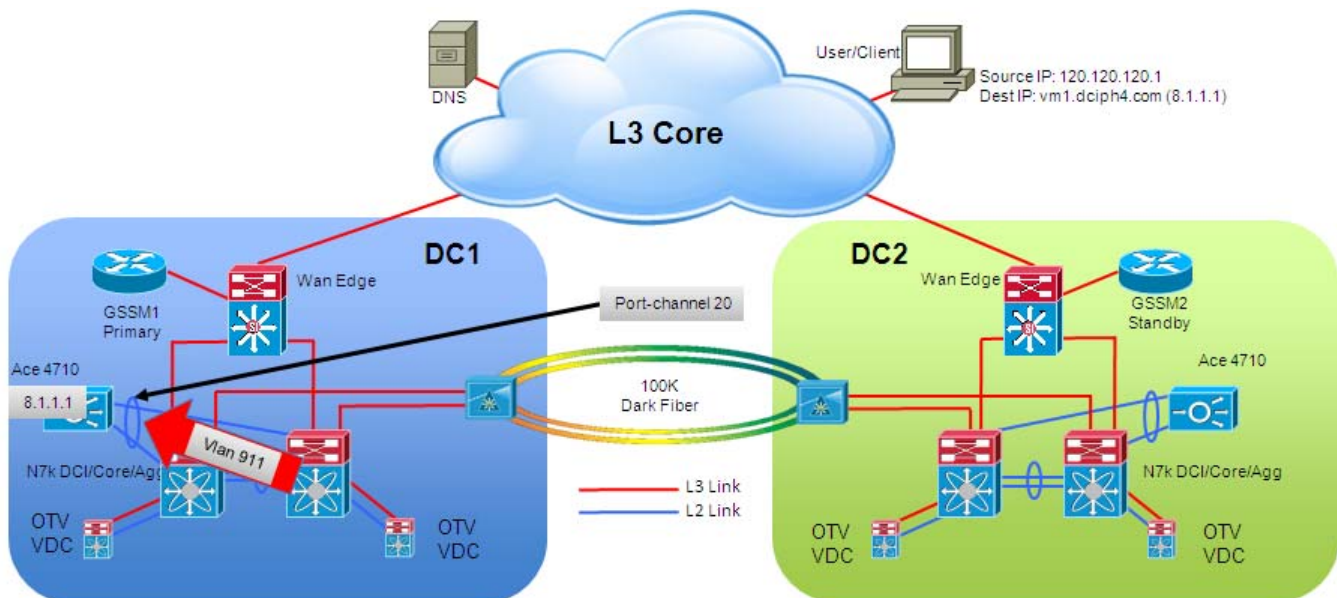 DNS
User/Client
Source IP: 120.120.120.1
Dest IP: vm1.dciph4.com (8.1.1.1)
L3 Core
DC1
Wan Edge
GSSM1
Primary
Port-channel 20
Ace 4710
8.1.1.1
Vlan 911
N7k DCI/Core/Agg
OTV
VDC
OTV
VDC
100K
Dark Fiber
L3 Link
L2 Link
DC2
Wan Edge
GSSM2
Standby
Ace 4710
N7k DCI/Core/Agg
OTV
VDC
OTV
VDC
SI
SI